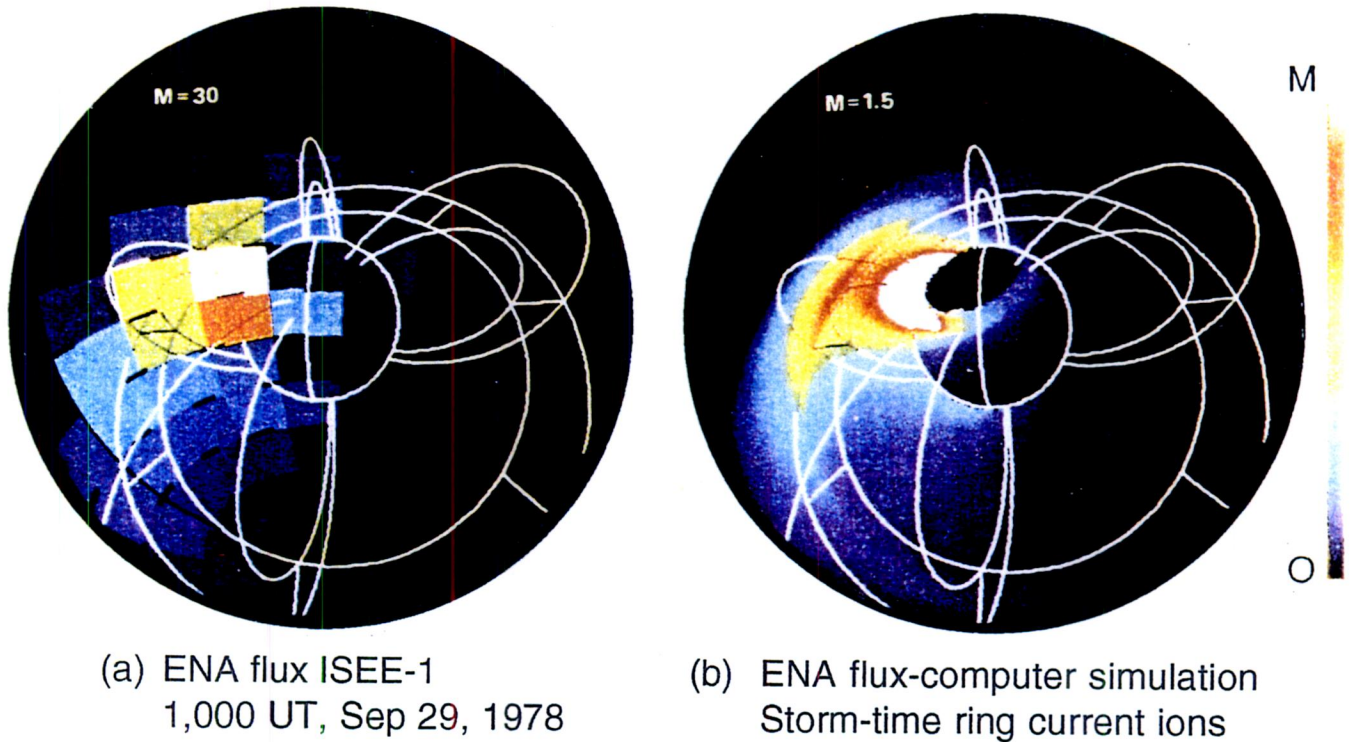 M = 30
M = 1.5
M
O
(a) ENA flux ISEE-1
1,000 UT, Sep 29, 1978
(b) ENA flux-computer simulation
Storm-time ring current ions